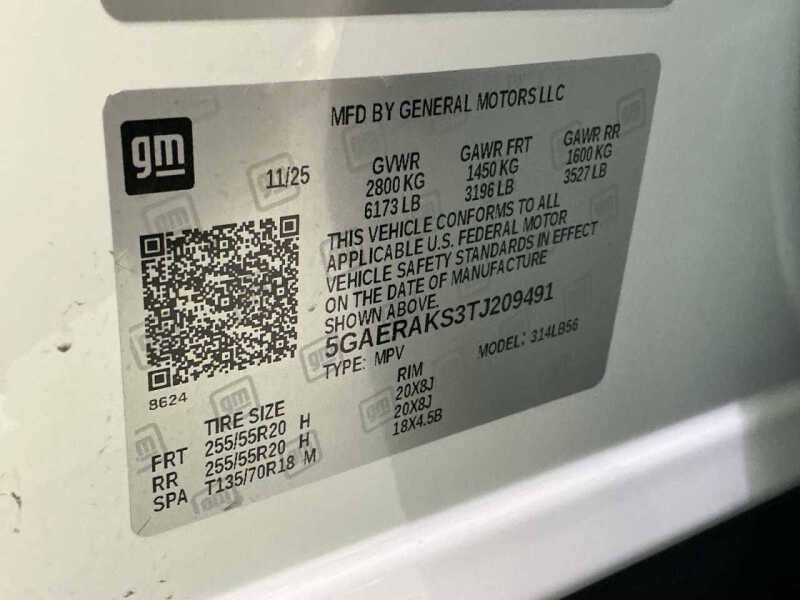 gm
MFD BY GENERAL MOTORS LLC
11/25
GVWR GAWR FRT GAWR RR
2800 KG 1450 KG 1600 KG
6173 LB 3196 LB 3527 LB
THIS VEHICLE CONFORMS TO ALL
APPLICABLE U.S. FEDERAL MOTOR
VEHICLE SAFETY STANDARDS IN EFFECT
ON THE DATE OF MANUFACTURE
SHOWN ABOVE.
5GAERAKS3TJ209491
TYPE: MPV MODEL: 314LB56
8624
TIRE SIZE RIM
FRT 255/55R20 H 20X8J
RR 255/55R20 H 20X8J
SPA T135/70R18 M 18X4.5B